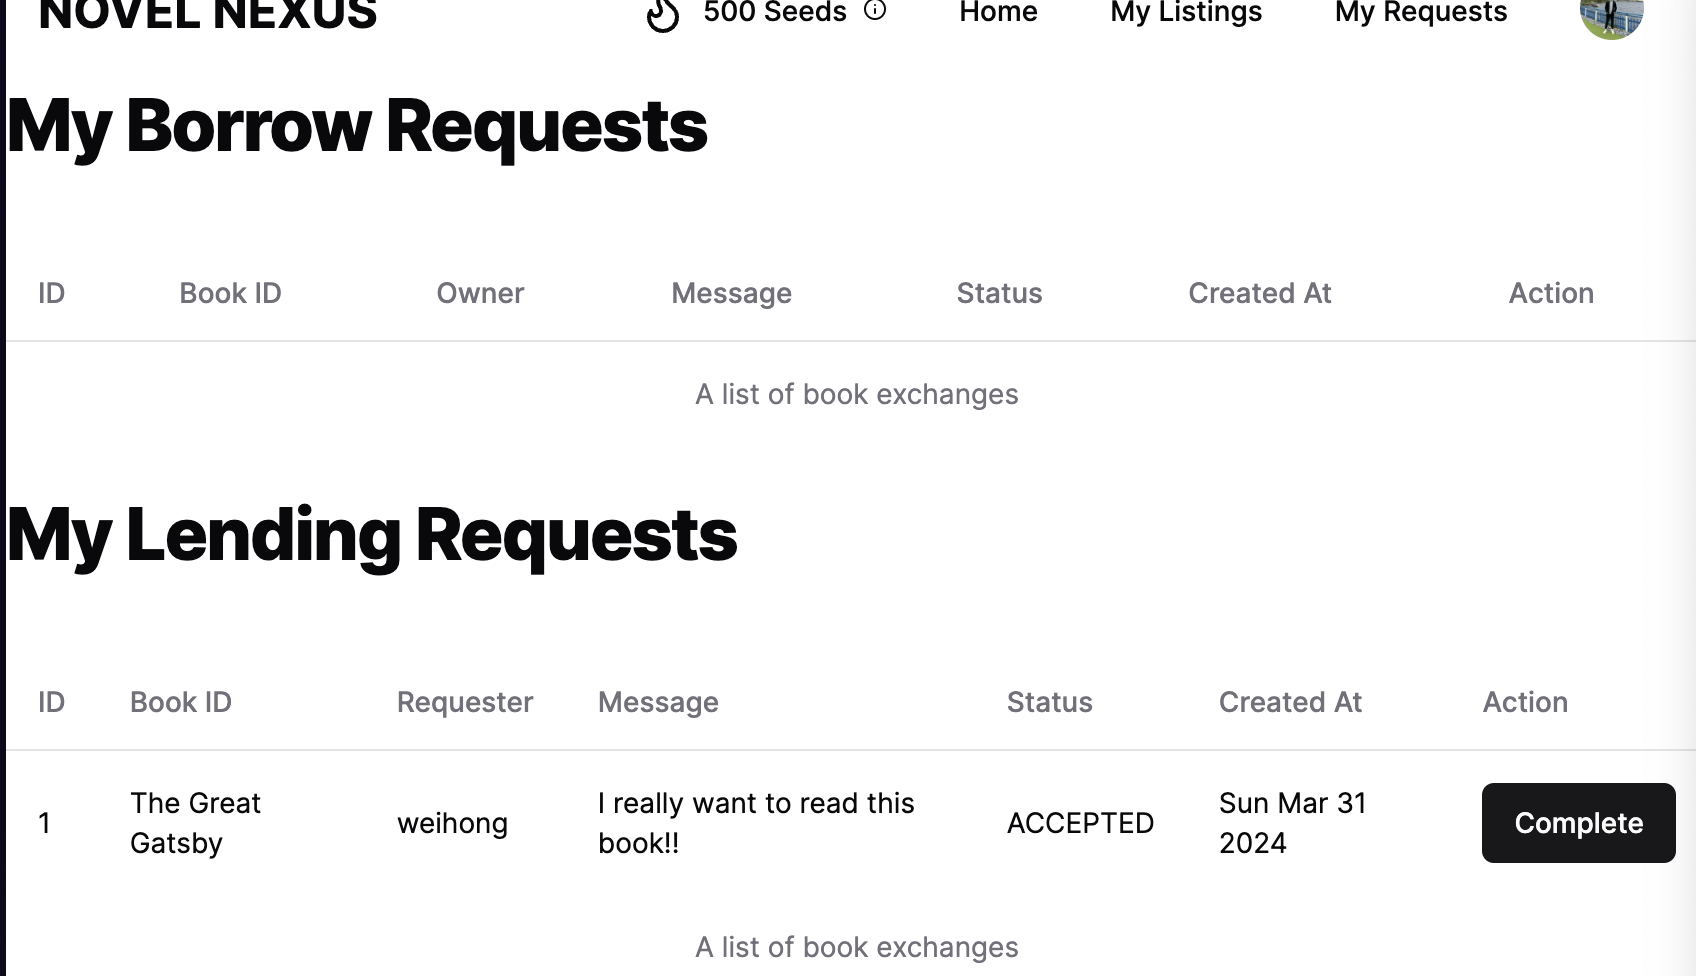 NOVEL NEXUS 500 Seeds Home My Listings My Requests
My Borrow Requests
ID Book ID Owner Message Status Created At Action
A list of book exchanges
My Lending Requests
ID Book ID Requester Message Status Created At Action
1 The Great Gatsby weihong I really want to read this book!! ACCEPTED Sun Mar 31 2024 Complete
A list of book exchanges